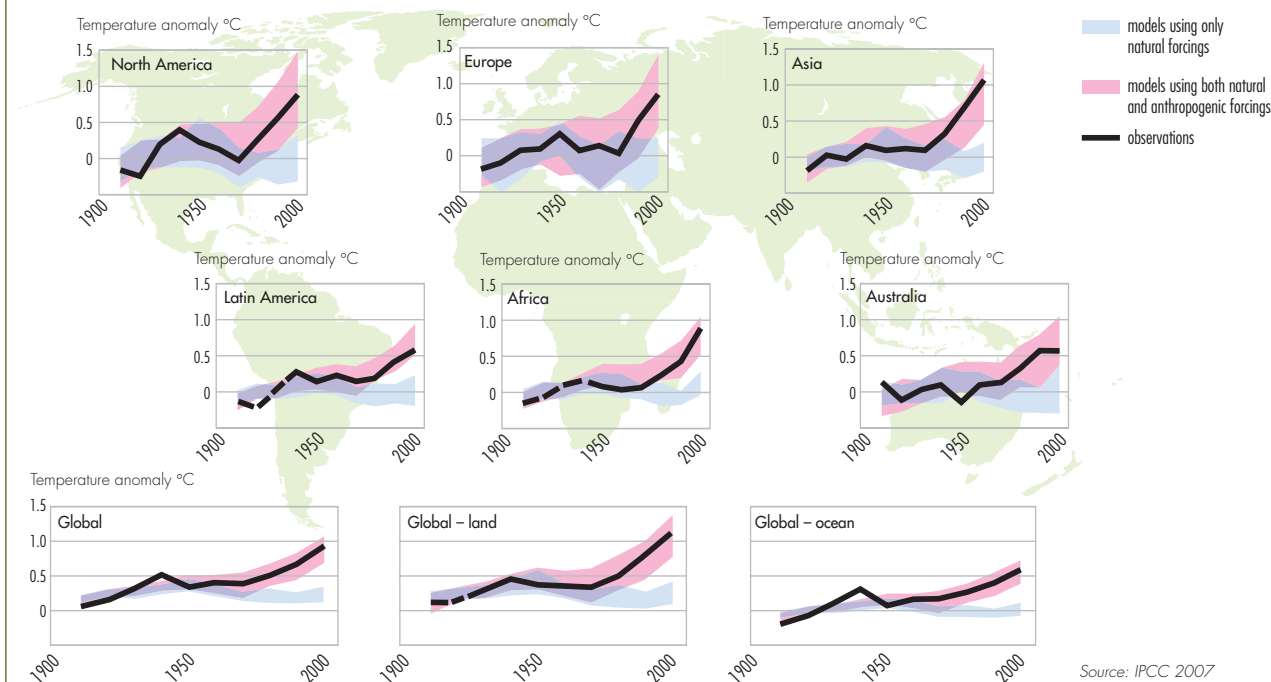 Temperature anomaly °C
Temperature anomaly °C
Temperature anomaly °C
1.5
1.0
0.5
0
North America
1900
1950
2000
1.5
1.0
0.5
0
Europe
1900
1950
2000
1.5
1.0
0.5
0
Asia
1900
1950
2000
models using only
natural forcings
models using both natural
and anthropogenic forcings
observations
Temperature anomaly °C
Temperature anomaly °C
Temperature anomaly °C
1.5
1.0
0.5
0
Latin America
1900
1950
2000
1.5
1.0
0.5
0
Africa
1900
1950
2000
1.5
1.0
0.5
0
Australia
1900
1950
2000
Temperature anomaly °C
1.5
1.0
0.5
0
Global
1900
1950
2000
Global – land
1900
1950
2000
Global – ocean
1900
1950
2000
Source: IPCC 2007